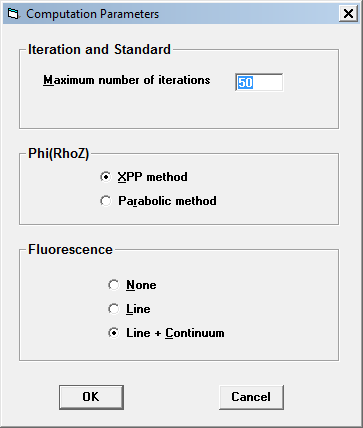 Computation Parameters
Iteration and Standard
Maximum number of iterations 50
Phi(RhoZ)
XPP method
Parabolic method
Fluorescence
None
Line
Line + Continuum
OK Cancel